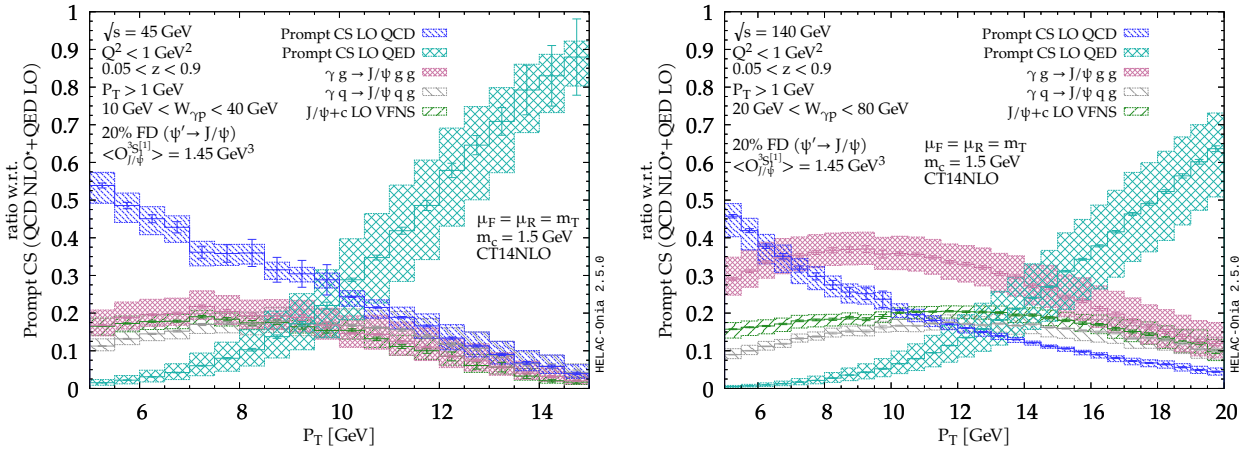 ratio w.r.t.
Prompt CS (QCD NLO*+QED LO)
1
0.9
0.8
0.7
0.6
0.5
0.4
0.3
0.2
0.1
0
√s = 45 GeV
Q² < 1 GeV²
0.05 < z < 0.9
P_T > 1 GeV
10 GeV < W_γp < 40 GeV
20% FD (ψ′ → J/ψ)
<O_J/ψ^3S[1]> = 1.45 GeV³
Prompt CS LO QCD
Prompt CS LO QED
γ g → J/ψ g g
γ q → J/ψ q g
J/ψ+c LO VFNS
μ_F = μ_R = m_T
m_c = 1.5 GeV
CT14NLO
6 8 10 12 14
P_T [GeV]
HELAC-Onia 2.5.0
ratio w.r.t.
Prompt CS (QCD NLO*+QED LO)
1
0.9
0.8
0.7
0.6
0.5
0.4
0.3
0.2
0.1
0
√s = 140 GeV
Q² < 1 GeV²
0.05 < z < 0.9
P_T > 1 GeV
20 GeV < W_γp < 80 GeV
20% FD (ψ′ → J/ψ)
<O_J/ψ^3S[1]> = 1.45 GeV³
Prompt CS LO QCD
Prompt CS LO QED
γ g → J/ψ g g
γ q → J/ψ q g
J/ψ+c LO VFNS
μ_F = μ_R = m_T
m_c = 1.5 GeV
CT14NLO
6 8 10 12 14 16 18 20
P_T [GeV]
HELAC-Onia 2.5.0